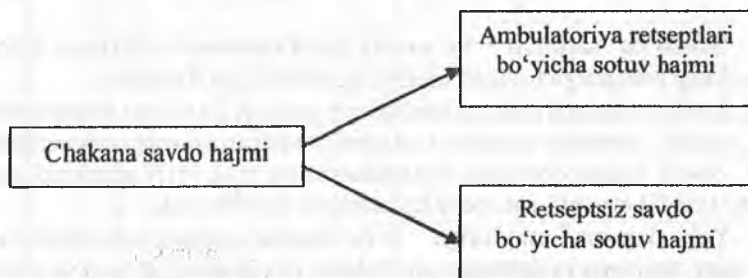 Ambulatoriya retseptlari
bo‘yicha sotuv hajmi
Chakana savdo hajmi
Retseptsiz savdo
bo‘yicha sotuv hajmi